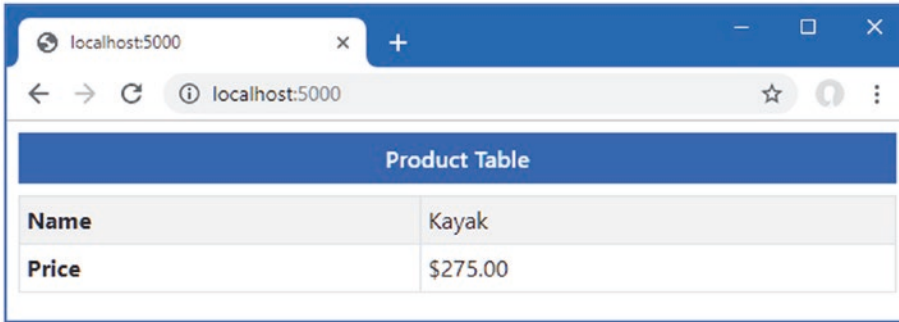 localhost:5000
localhost:5000
Product Table
Name Kayak
Price $275.00